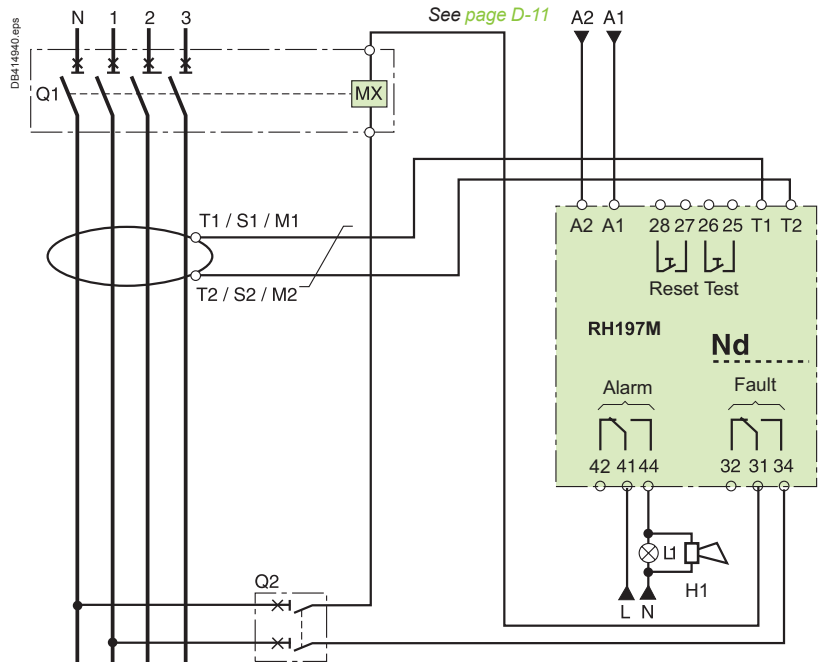 See page D-11
A2 A1
N 1 2 3
DB414940.eps
Q1
MX
T1 / S1 / M1
T2 / S2 / M2
A2 A1 28 27 26 25 T1 T2
Reset Test
RH197M
Nd
Alarm
Fault
42 41 44
32 31 34
L1
H1
L N
Q2